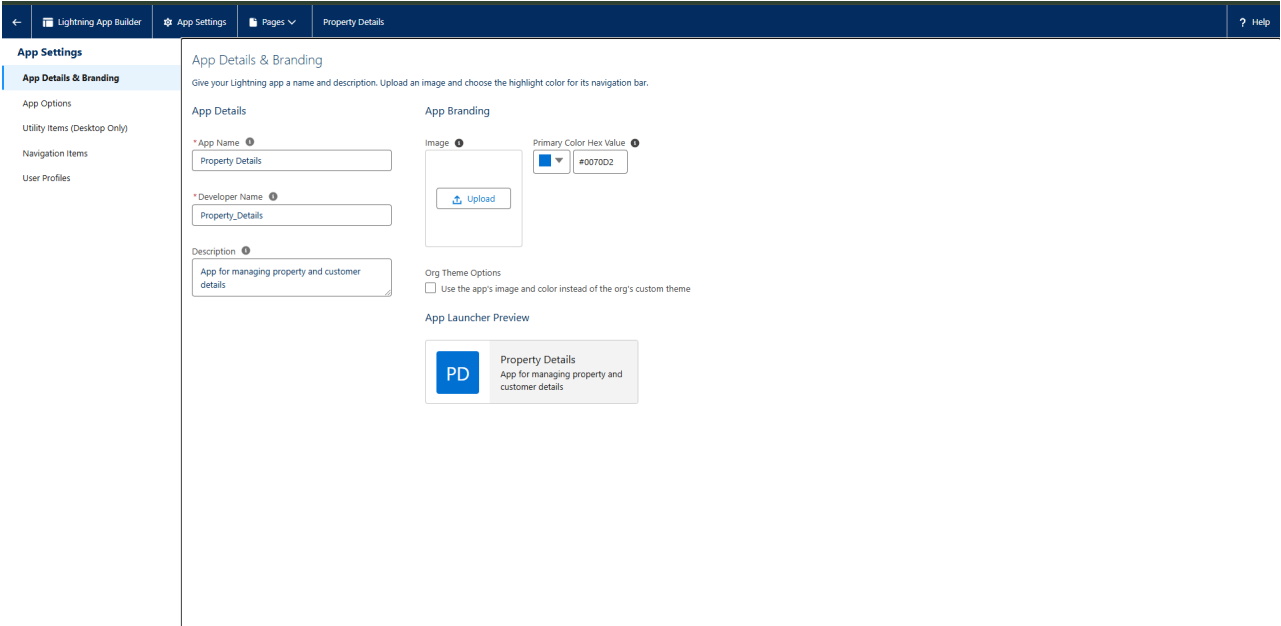 Lightning App Builder
App Settings
Pages
Property Details
? Help
App Settings
App Details & Branding
App Options
Utility Items (Desktop Only)
Navigation Items
User Profiles
App Details & Branding
Give your Lightning app a name and description. Upload an image and choose the highlight color for its navigation bar.
App Details
*App Name
Property Details
*Developer Name
Property_Details
Description
App for managing property and customer
details
App Branding
Image
Upload
Primary Color Hex Value
#0070D2
Org Theme Options
Use the app's image and color instead of the org's custom theme
App Launcher Preview
PD
Property Details
App for managing property and
customer details